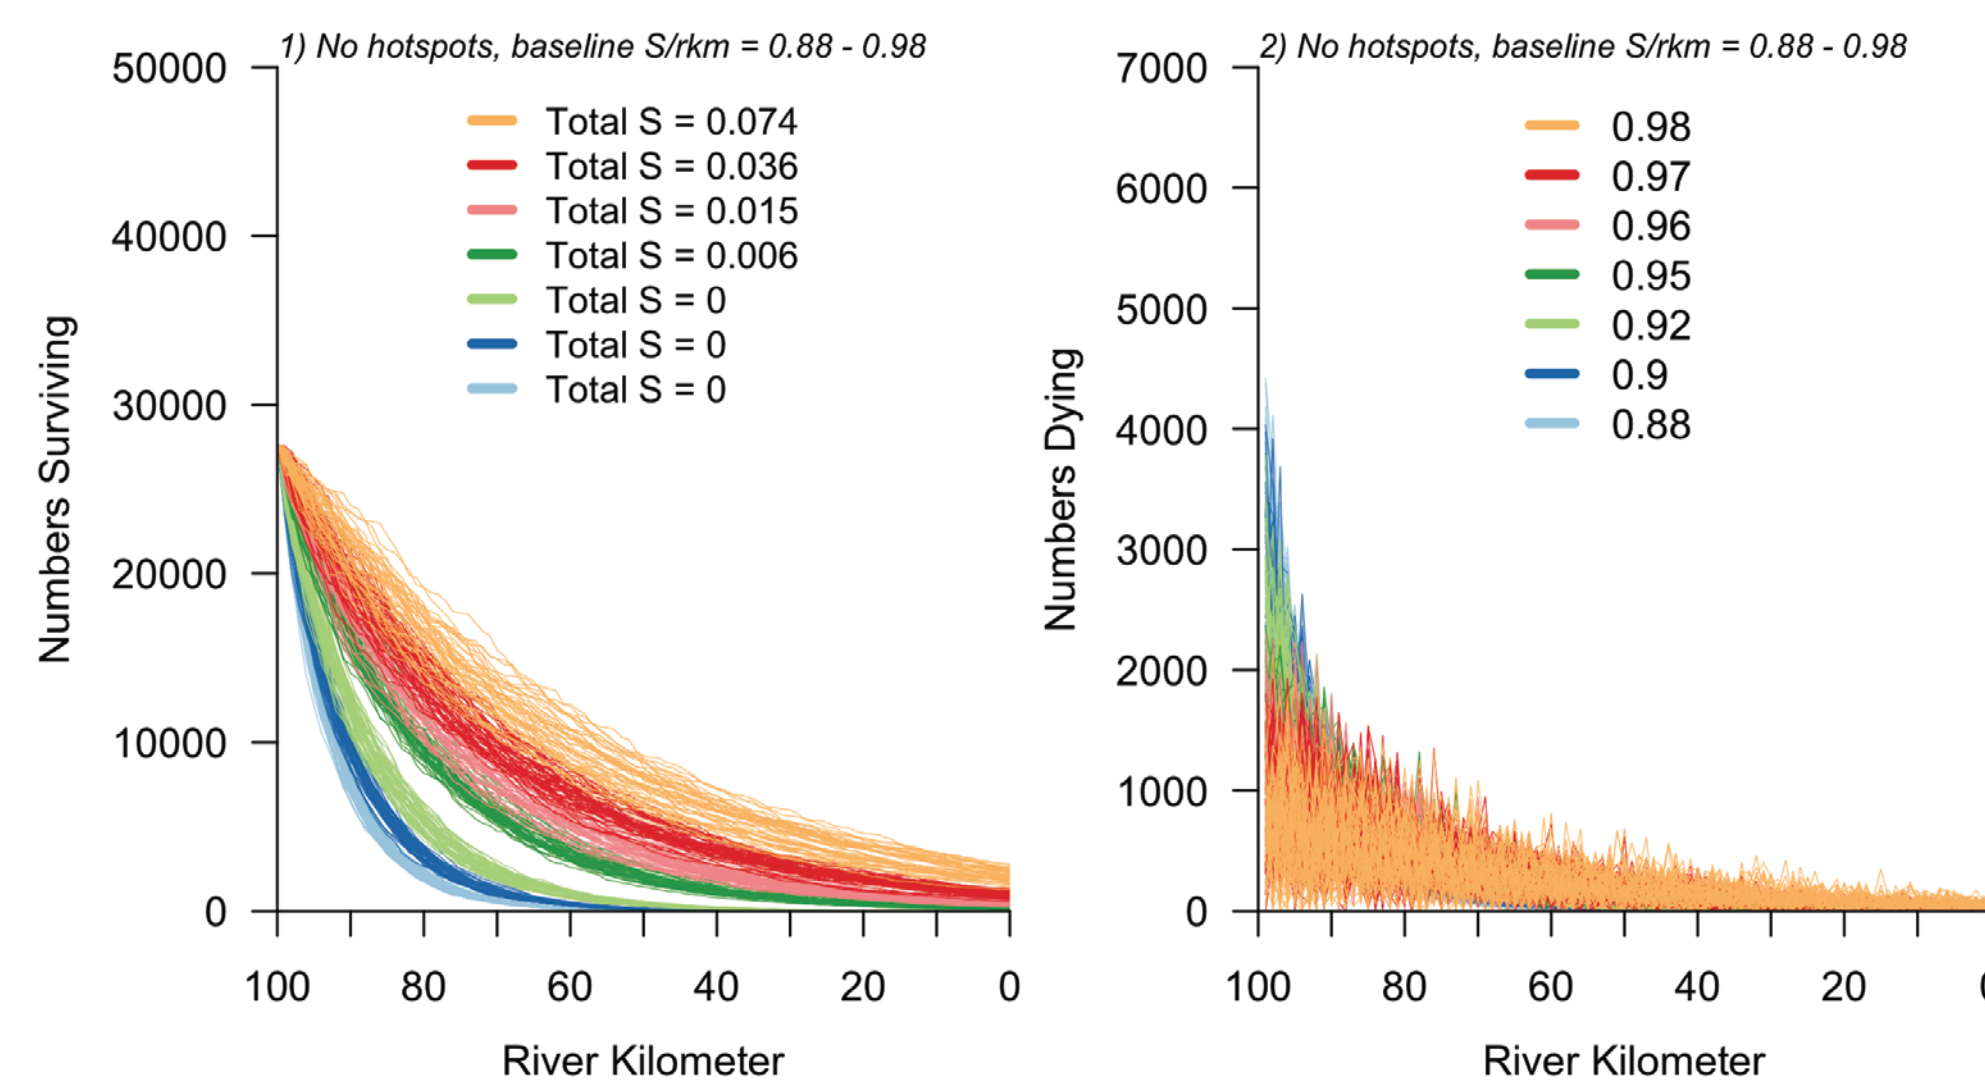 1) No hotspots, baseline S/rkm = 0.88 - 0.98
50000
40000
30000
20000
10000
0
Numbers Surviving
Total S = 0.074
Total S = 0.036
Total S = 0.015
Total S = 0.006
Total S = 0
Total S = 0
Total S = 0
100 80 60 40 20 0
River Kilometer
2) No hotspots, baseline S/rkm = 0.88 - 0.98
7000
6000
5000
4000
3000
2000
1000
0
Numbers Dying
0.98
0.97
0.96
0.95
0.92
0.9
0.88
100 80 60 40 20
River Kilometer